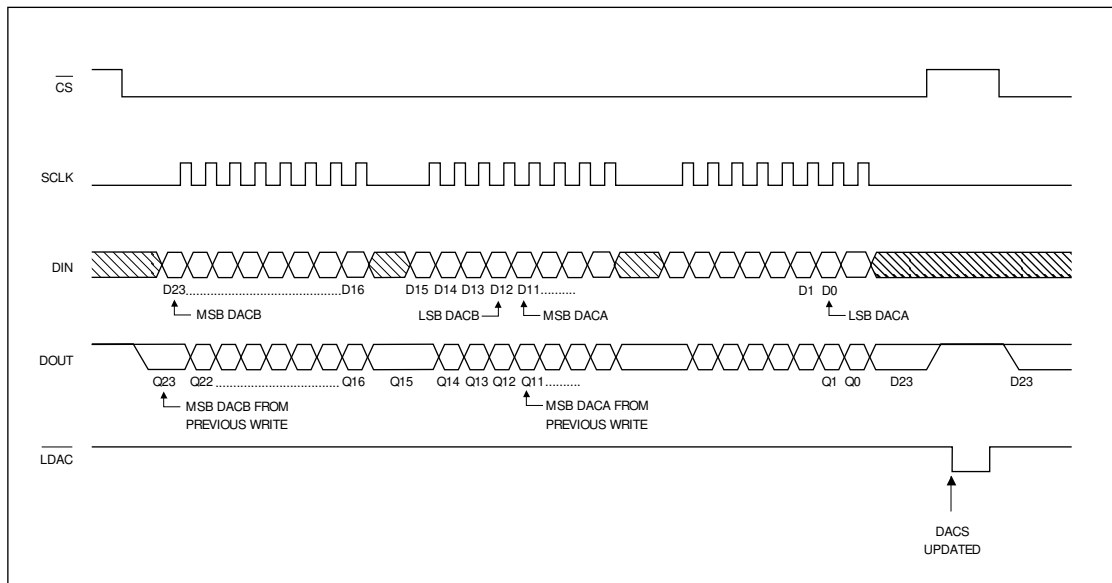 CS
SCLK
DIN
D23......................................D16 D15 D14 D13 D12 D11.......... D1 D0
MSB DACB LSB DACB MSB DACA LSB DACA
DOUT
Q23 Q22..............................Q16 Q15 Q14 Q13 Q12 Q11.......... Q1 Q0 D23 D23
MSB DACB FROM MSB DACA FROM
PREVIOUS WRITE PREVIOUS WRITE
LDAC
DACS
UPDATED